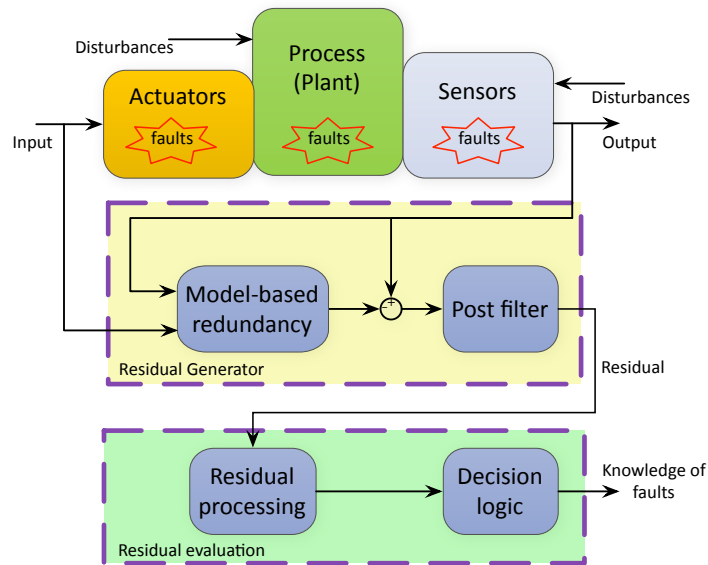 Disturbances
Process
(Plant)
Actuators
Sensors
Disturbances
Input
faults
faults
faults
Output
Model-based
redundancy
- +
Post filter
Residual Generator
Residual
Residual
processing
Decision
logic
Knowledge of
faults
Residual evaluation